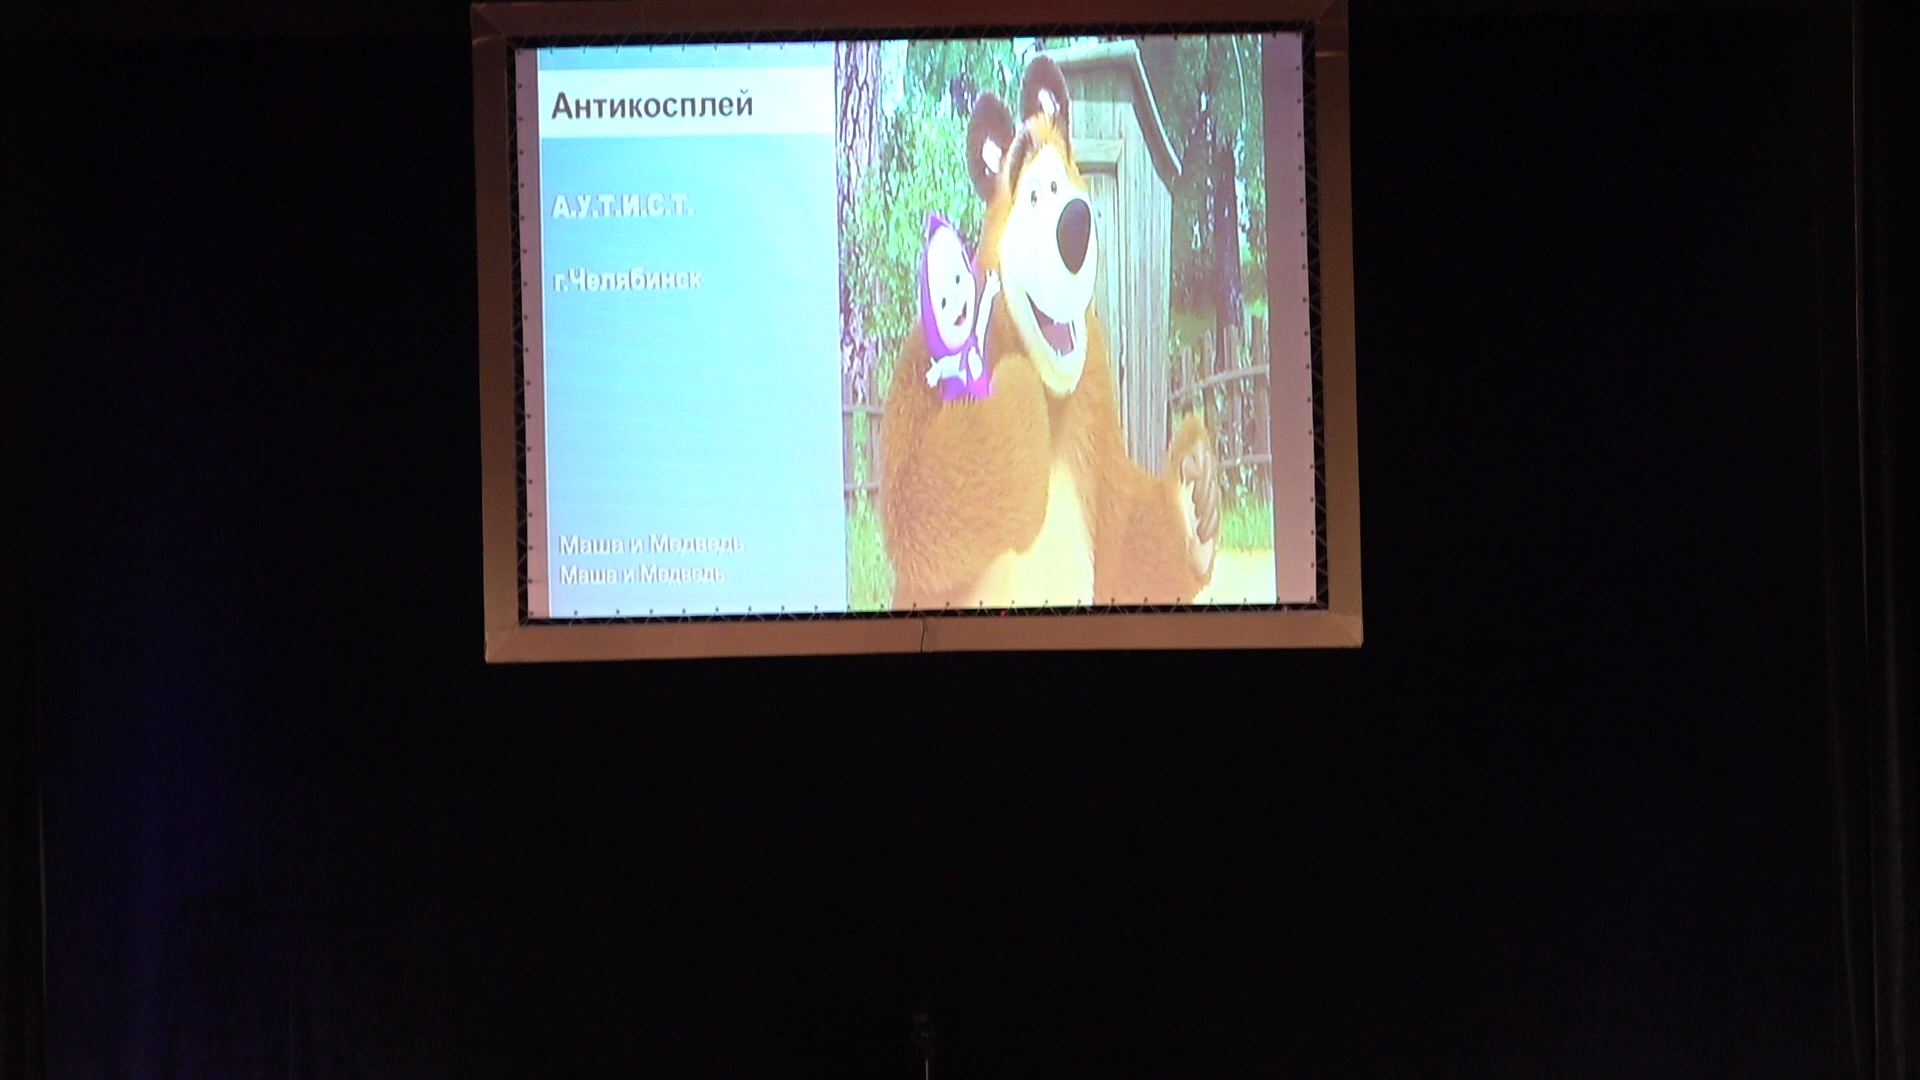 Антикосплей
А.У.Т.И.С.Т.
г.Челябинск
Маша и Медведь
Маша и Медведь